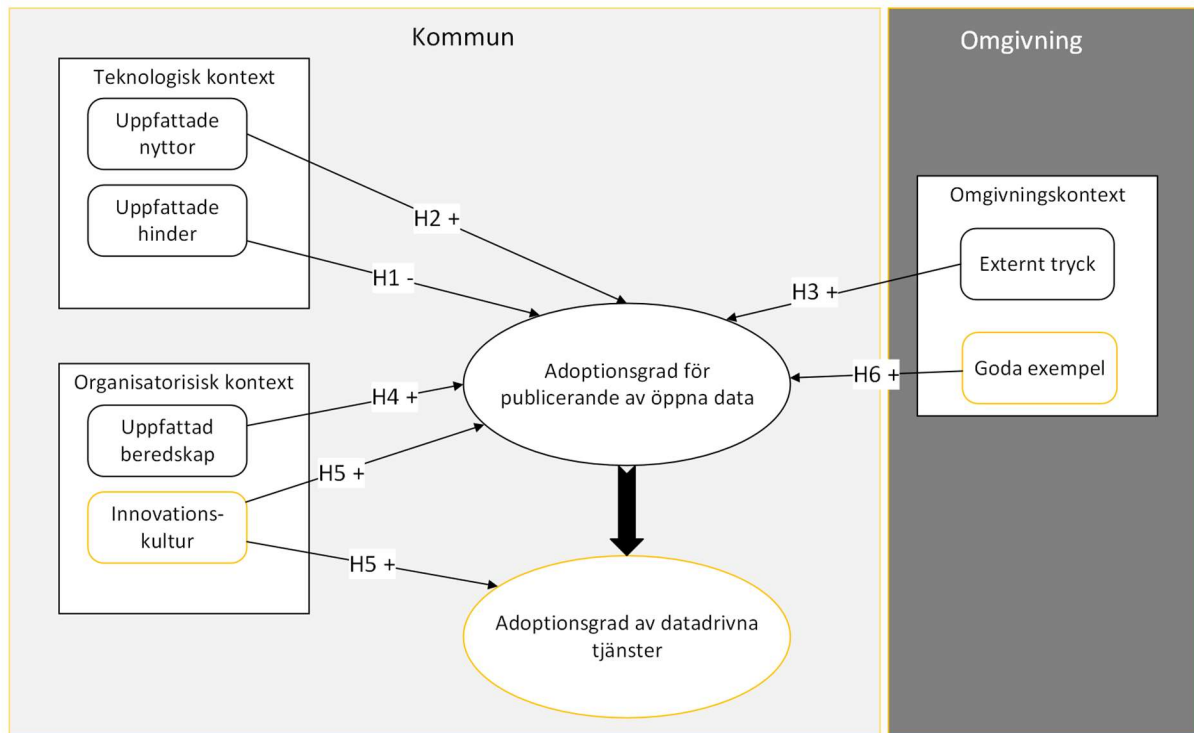 Kommun
Teknologisk kontext
Uppfattade
nyttor
Uppfattade
hinder
H2 +
H1 -
Organisatorisisk kontext
Uppfattad
beredskap
Innovations-
kultur
H4 +
H5 +
H5 +
Adoptionsgrad för
publicerande av öppna data
Adoptionsgrad av datadrivna
tjänster
Omgivning
Omgivningskontext
Externt tryck
Goda exempel
H3 +
H6 +